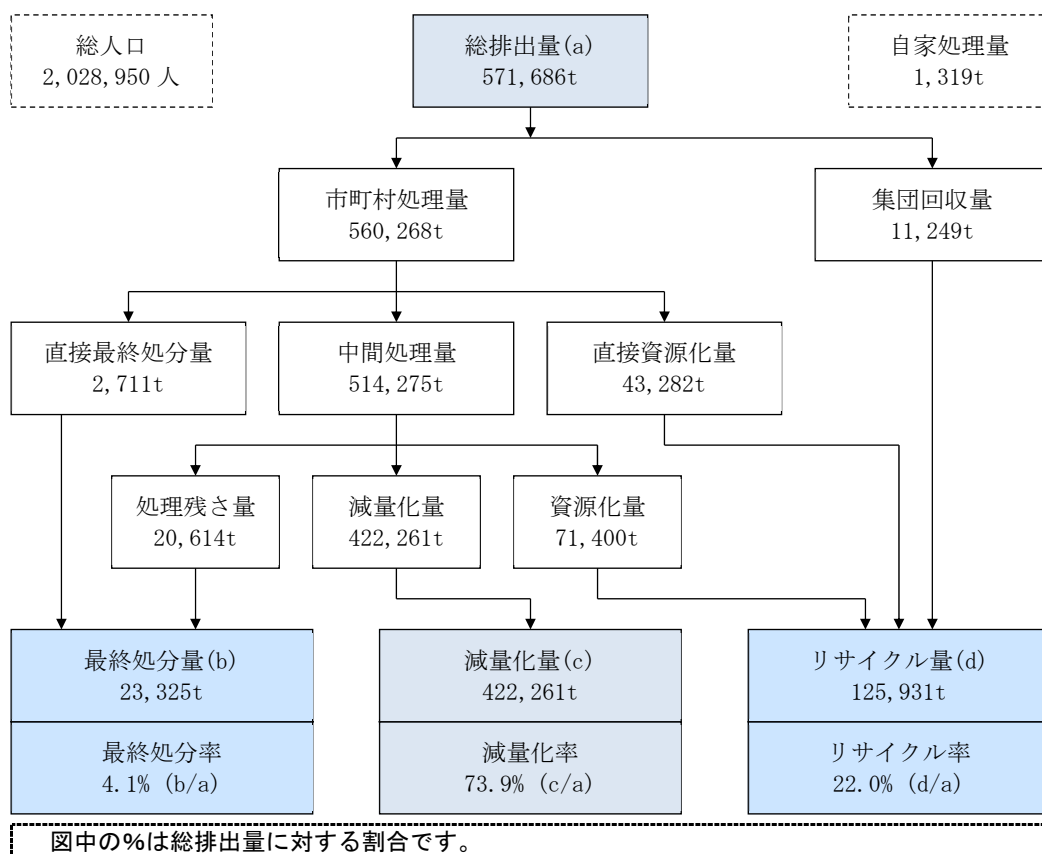 総人口
2,028,950 人
総排出量(a)
571,686t
自家処理量
1,319t
市町村処理量
560,268t
集団回収量
11,249t
直接最終処分量
2,711t
中間処理量
514,275t
直接資源化量
43,282t
処理残さ量
20,614t
減量化量
422,261t
資源化量
71,400t
最終処分量(b)
23,325t
減量化量(c)
422,261t
リサイクル量(d)
125,931t
最終処分率
4.1% (b/a)
減量化率
73.9% (c/a)
リサイクル率
22.0% (d/a)
図中の%は総排出量に対する割合です。